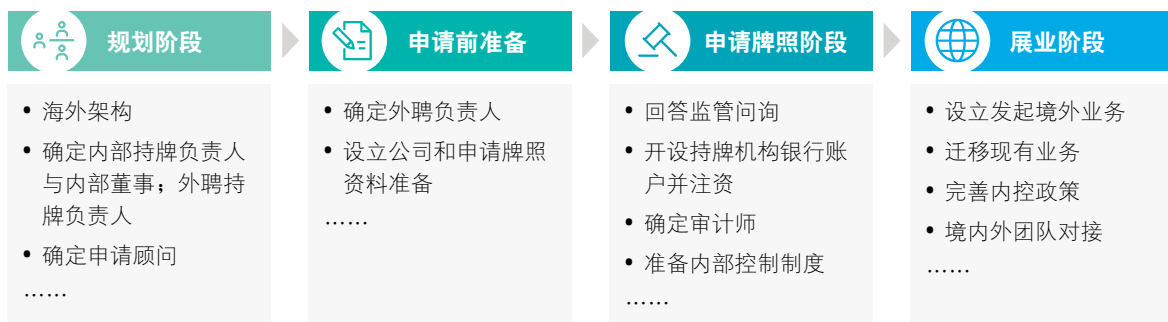 规划阶段
海外架构
确定内部持牌负责人
与内部董事；外聘持
牌负责人
确定申请顾问
……
申请前准备
确定外聘负责人
设立公司和申请牌照
资料准备
……
申请牌照阶段
回答监管问询
开设持牌机构银行账
户并注资
确定审计师
准备内部控制制度
……
展业阶段
设立发起境外业务
迁移现有业务
完善内控政策
境内外团队对接
……